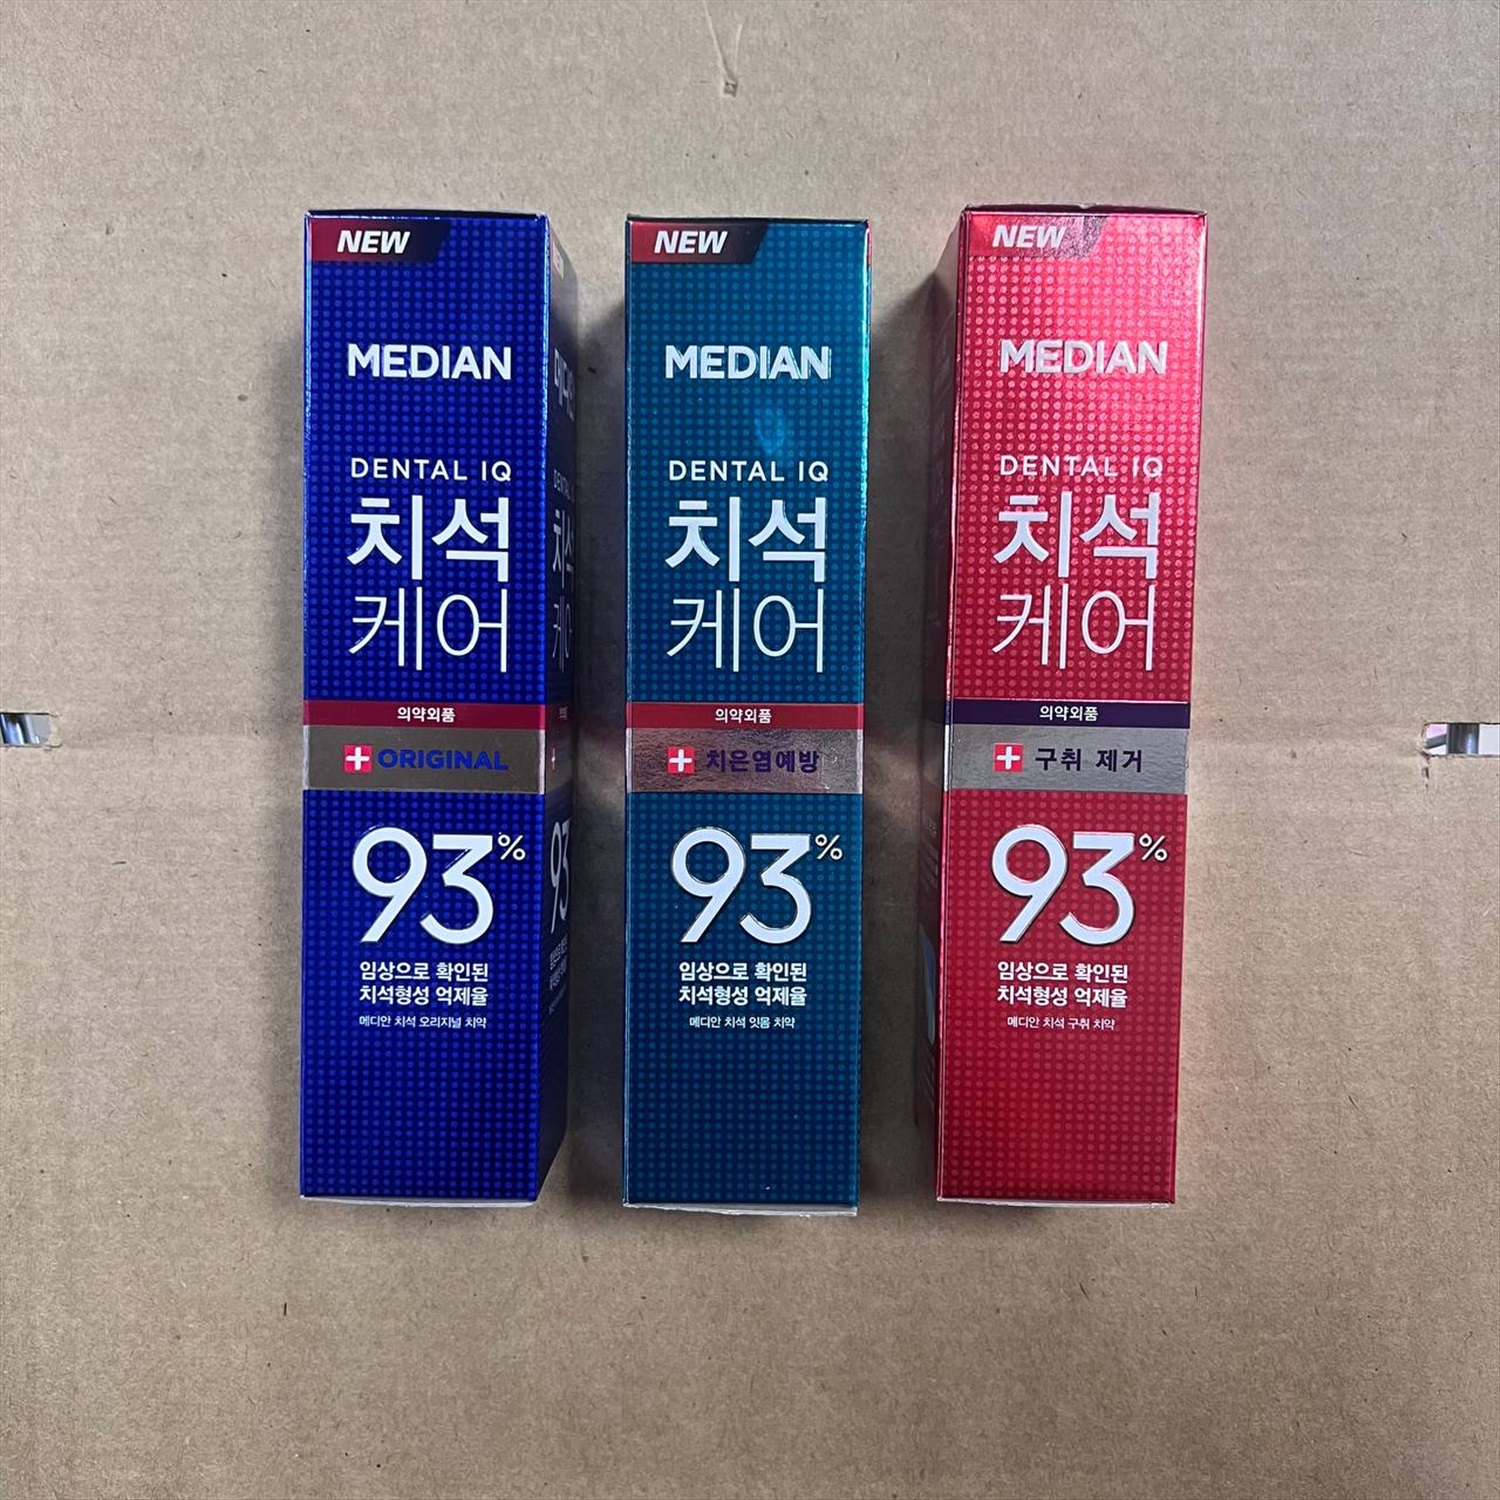 NEW
MEDIAN
DENTAL IQ
치석
케어
의약외품
ORIGINAL
93%
임상으로 확인된
치석형성 억제율
메디안 치석 오리지널 치약
NEW
MEDIAN
DENTAL IQ
치석
케어
의약외품
치은염예방
93%
임상으로 확인된
치석형성 억제율
메디안 치석 잇몸 치약
NEW
MEDIAN
DENTAL IQ
치석
케어
의약외품
구취 제거
93%
임상으로 확인된
치석형성 억제율
메디안 치석 구취 치약